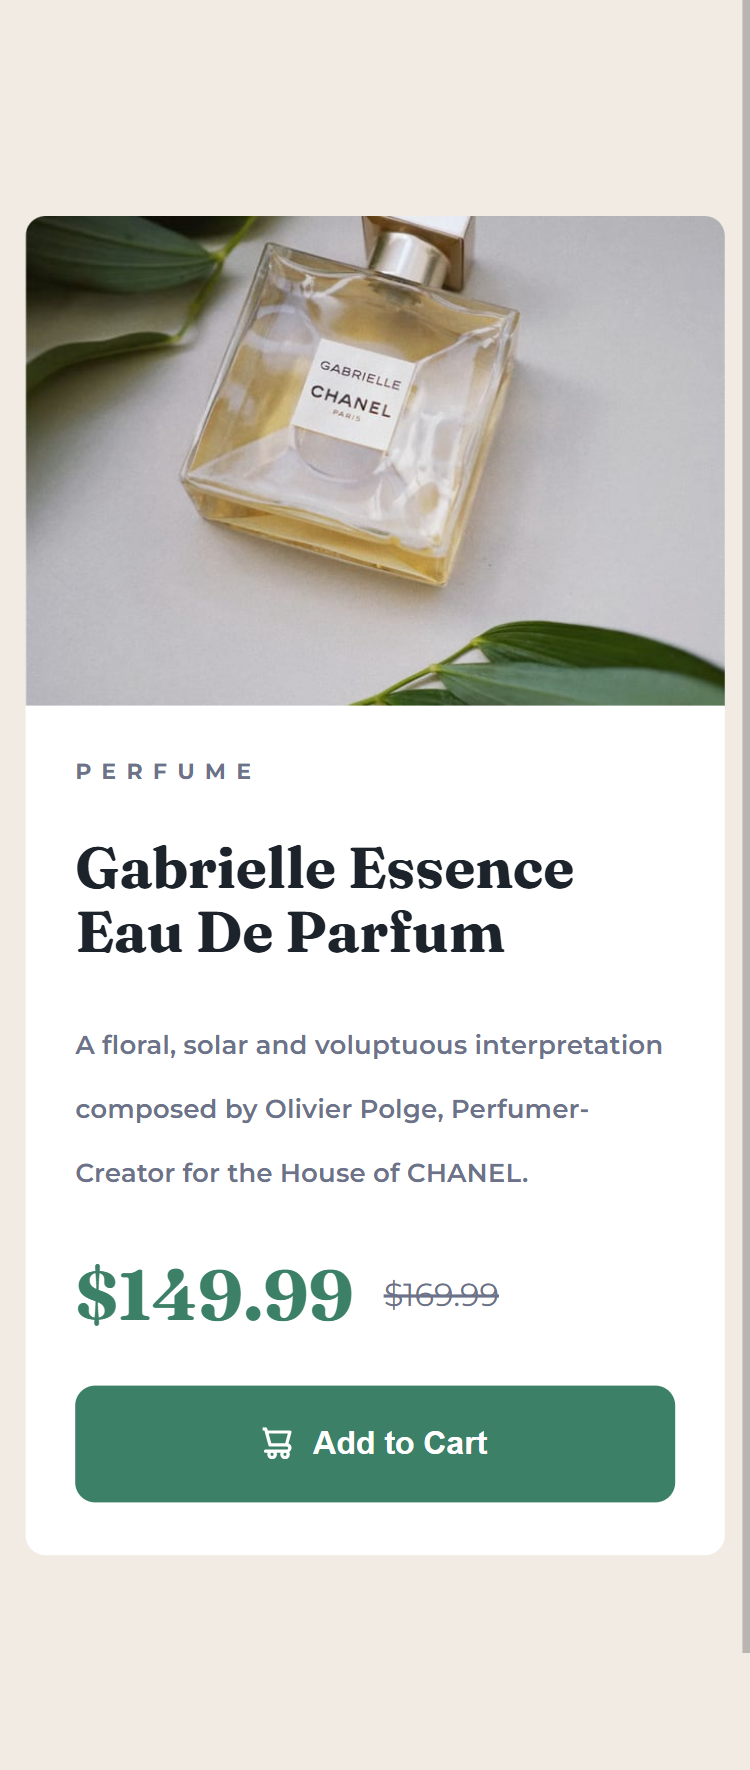 GABRIELLE
CHANEL
PARIS
PERFUME
Gabrielle Essence
Eau De Parfum
A floral, solar and voluptuous interpretation
composed by Olivier Polge, Perfumer-
Creator for the House of CHANEL.
$149.99 $169.99
Add to Cart